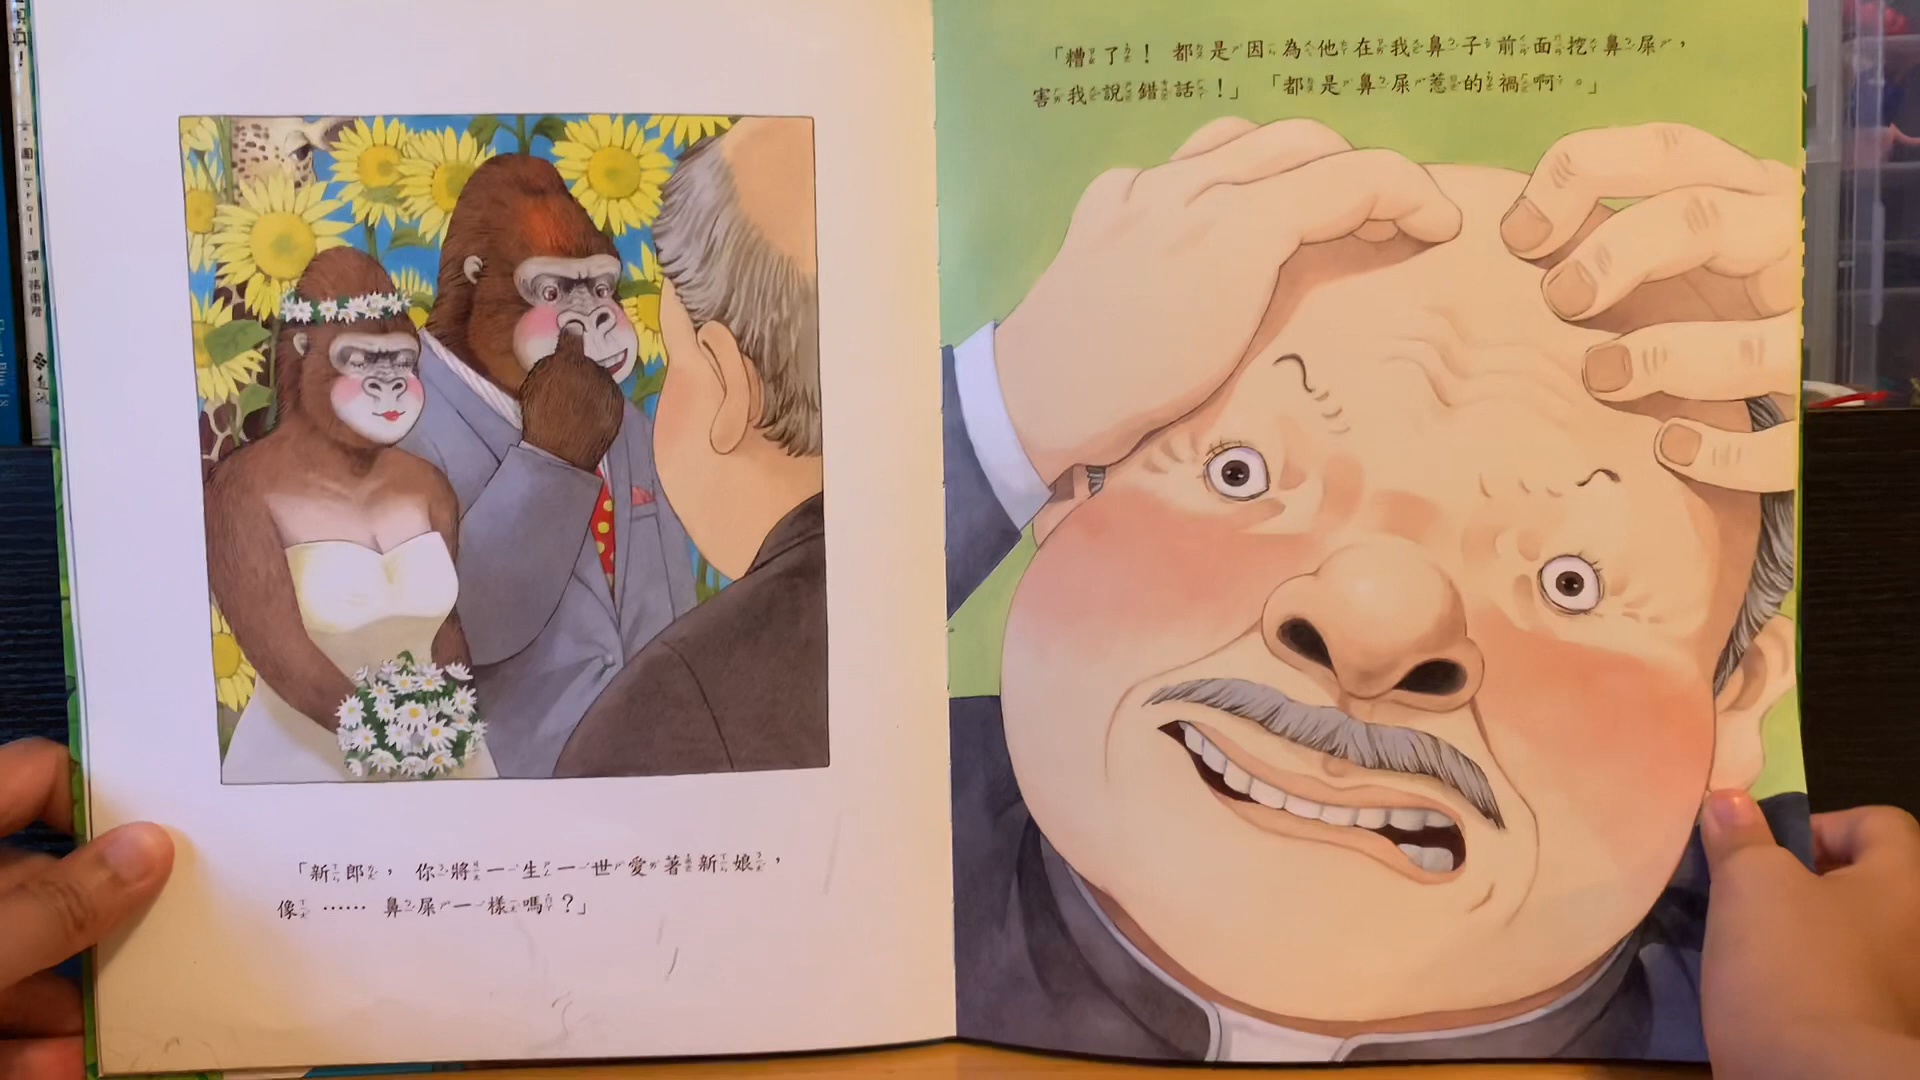 「新郎，你將一生一世愛著新娘，
像……鼻屎一樣嗎？」
「糟了！都是因為他在我鼻子前面挖鼻屎，
害我說錯話！」「都是鼻屎惹的禍啊。」